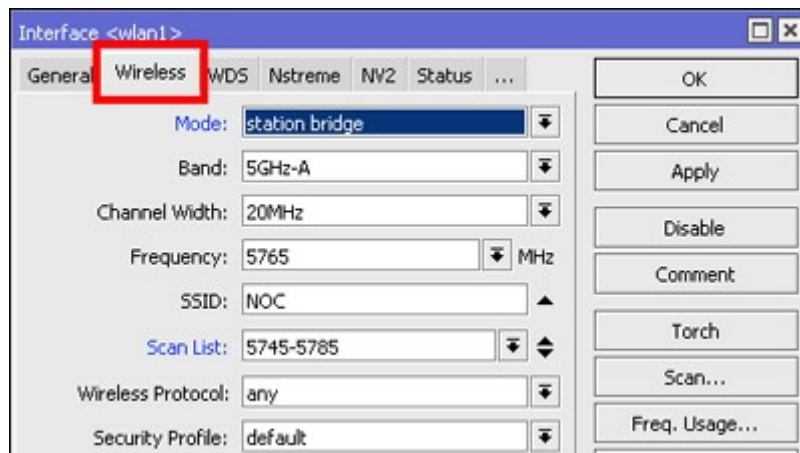 Interface <wlan1>
General Wireless WDS Nstreme NV2 Status ...
Mode: station bridge
Band: 5GHz-A
Channel Width: 20MHz
Frequency: 5765 MHz
SSID: NOC
Scan List: 5745-5785
Wireless Protocol: any
Security Profile: default
OK
Cancel
Apply
Disable
Comment
Torch
Scan...
Freq. Usage...